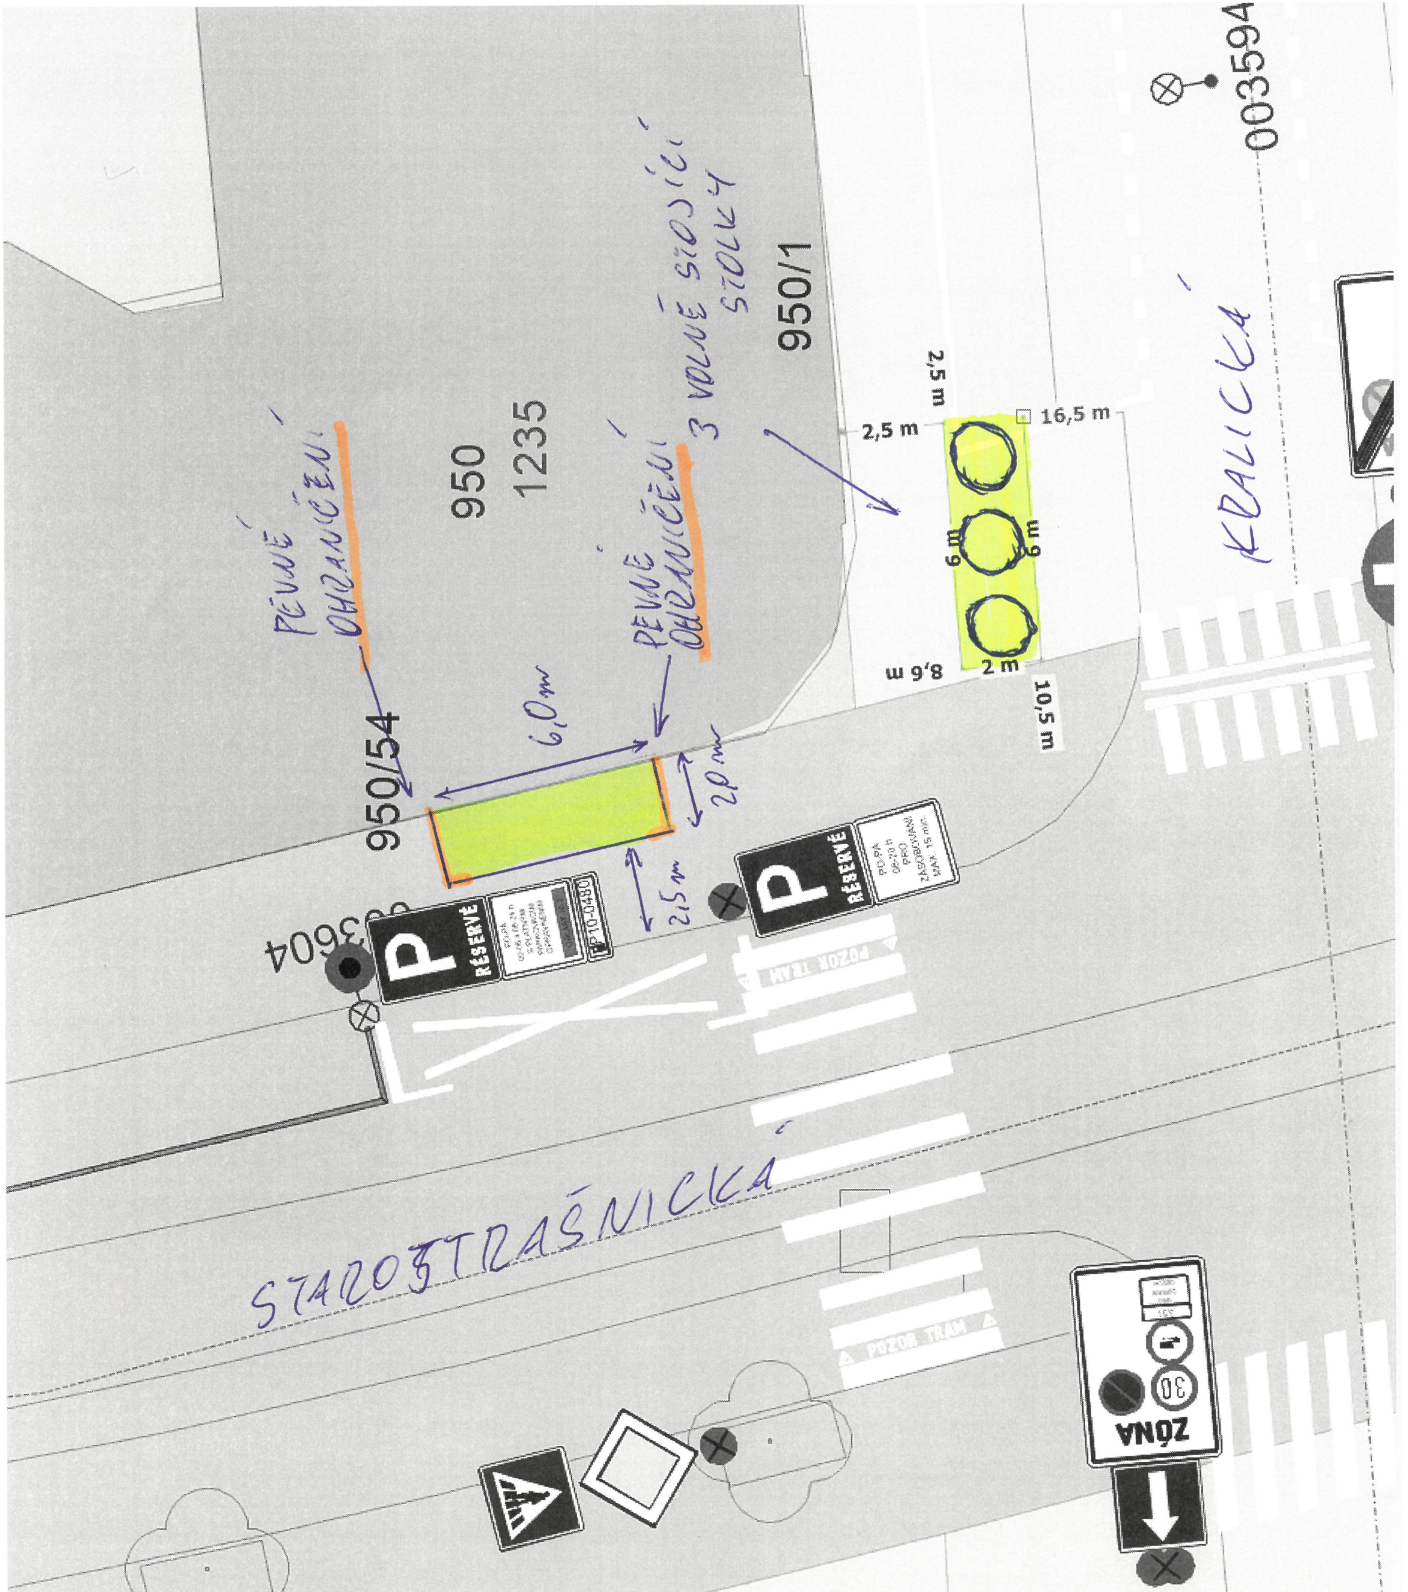 003594
3 VOLNĚ STOJÍCÍ
STOLKY
950/1
KRALICKÁ
2,5 m
2,5 m
16,5 m
6 m
6 m
8,6 m
2 m
10,5 m
PEVNÉ
OHRANIČENÍ
950
1235
PEVNÉ
OHRANIČENÍ
6,0 m
2,0 m
2,5 m
950/54
003604
P
RÉSERVÉ
P10-0480
P
RÉSERVÉ
PO-PÁ
08-20 h
PRO
ZÁSOBOVÁNÍ
MAX. 15 min.
POZOR TRAM
STAROSTRAŠNICKÁ
POZOR TRAM
30
ZÓNA